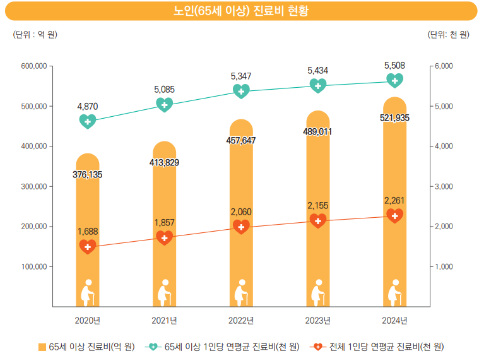 노인(65세 이상) 진료비 현황
(단위 : 억 원) (단위: 천 원)
600,000 6,000
500,000 5,000
400,000 4,000
300,000 3,000
200,000 2,000
100,000 1,000
4,870 5,085 5,347 5,434 5,508
376,135 413,829 457,647 489,011 521,935
1,688 1,857 2,060 2,155 2,261
2020년 2021년 2022년 2023년 2024년
65세 이상 진료비(억 원) 65세 이상 1인당 연평균 진료비(천 원) 전체 1인당 연평균 진료비(천 원)